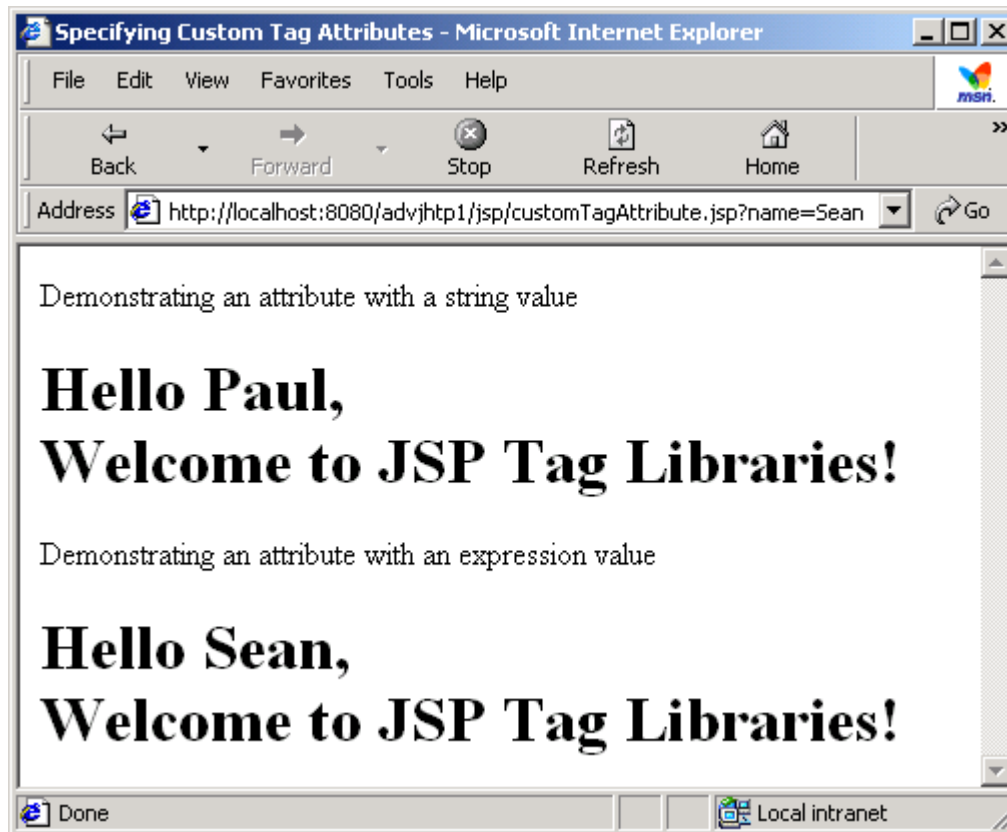 Specifying Custom Tag Attributes - Microsoft Internet Explorer
File Edit View Favorites Tools Help
msn.
Back Forward Stop Refresh Home »
Address http://localhost:8080/advjhtp1/jsp/customTagAttribute.jsp?name=Sean Go
Demonstrating an attribute with a string value
Hello Paul,
Welcome to JSP Tag Libraries!
Demonstrating an attribute with an expression value
Hello Sean,
Welcome to JSP Tag Libraries!
Done Local intranet